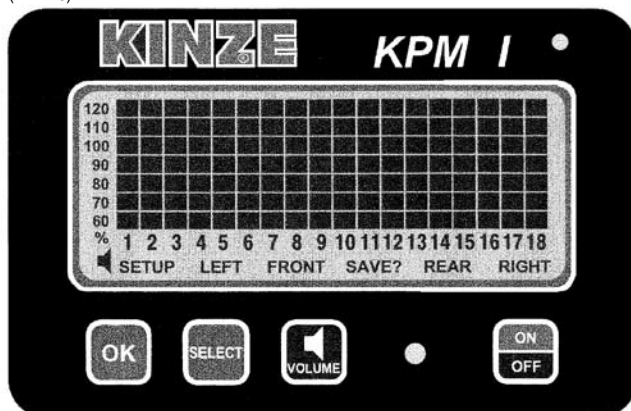 KINZE® KPM I
120
110
100
90
80
70
60
% 1 2 3 4 5 6 7 8 9 10 11 12 13 14 15 16 17 18
SETUP LEFT FRONT SAVE? REAR RIGHT
OK SELECT VOLUME ON
OFF